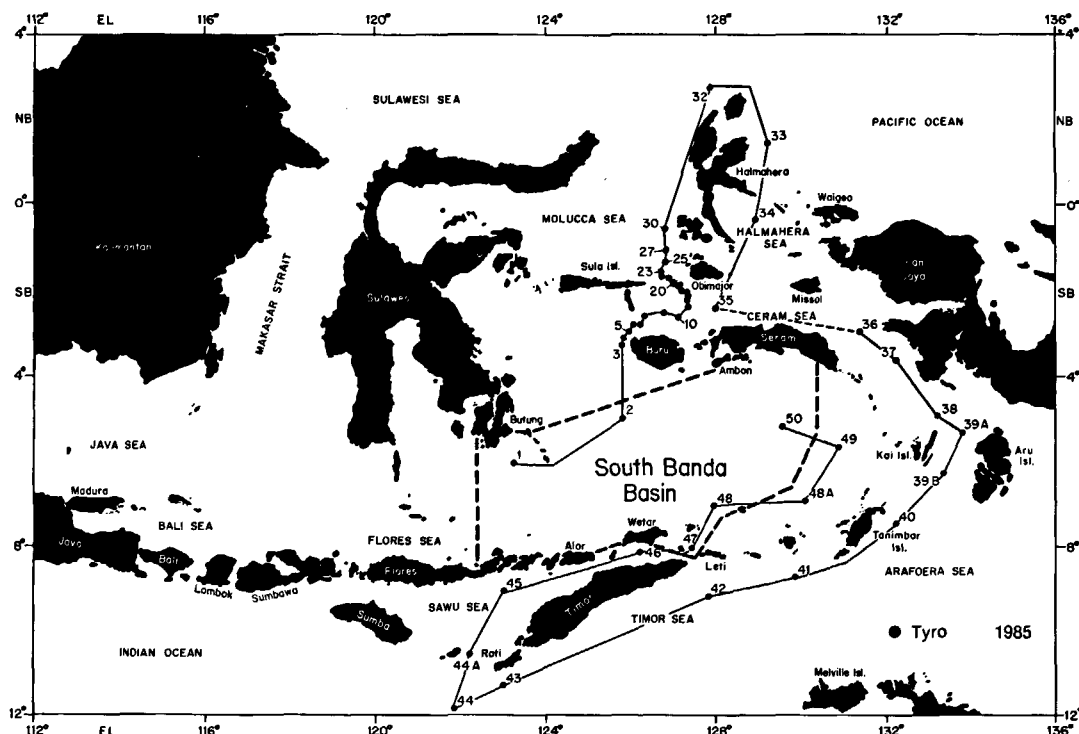 112° EL 116° 120° 124° 128° 132° 136°
4° 4°
SULAWESI SEA
32
PACIFIC OCEAN
NB NB
33
Halmahera
Waigeo
34
0° 0°
MOLUCCA SEA
30
HALMAHERA SEA
27
25
Kalimantan
Sula Isl.
23
Obimajor
20
MAKASAR STRAIT
Sulawesi
Missol
SB SB
35
CERAM SEA
5
10
36
Seram
3
Buru
37
Ambon
4° 4°
2
38
Butung
50
39A
49
JAVA SEA
1
Kai Isl.
Aru Isl.
South Banda Basin
39B
Madura
48
48A
BALI SEA
40
Wetar
Tanimbar Isl.
Java
FLORES SEA
47
8° 8°
Bali
Alor
46
Leti
Flores
41
ARAFOERA SEA
Lombok
Sumbawa
45
42
SAWU SEA
Timor
TIMOR SEA
Sumba
Tyro 1985
INDIAN OCEAN
Roti
44A
43
Melville Isl.
44
12° 12°
112° EL 116° 120° 124° 128° 132° 136°